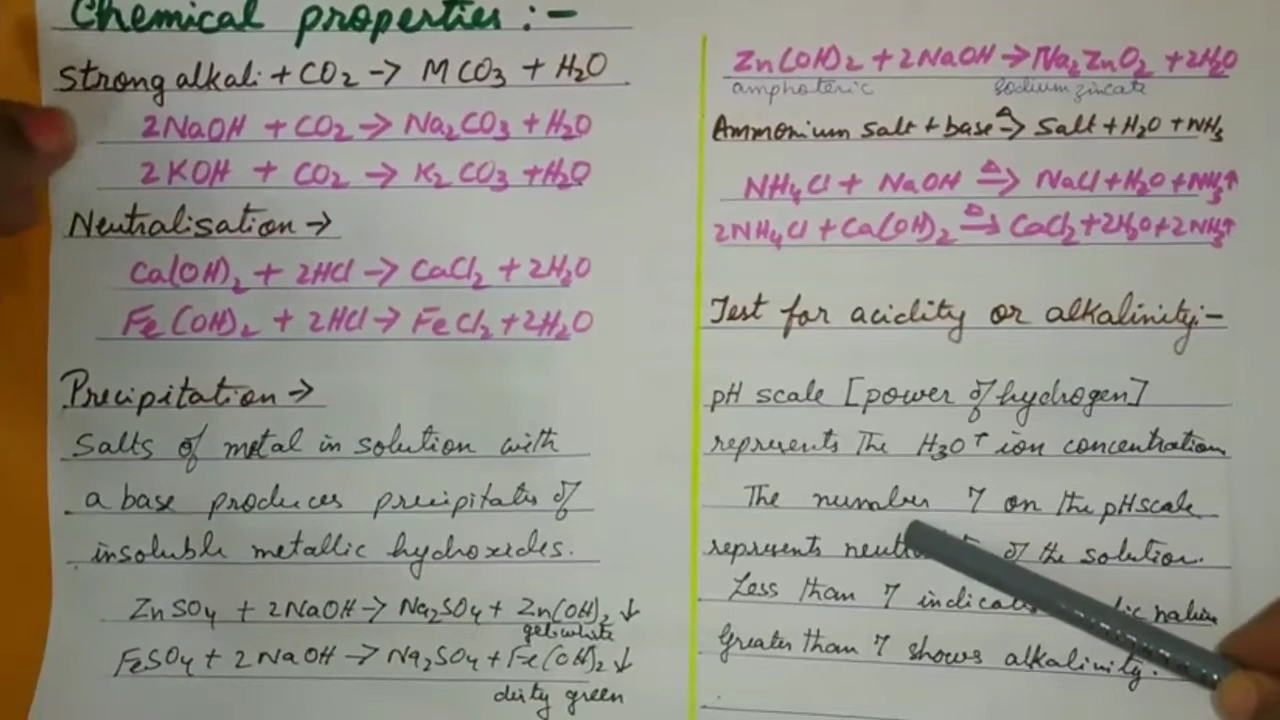 Chemical properties :-
Strong alkali + CO2 → MCO3 + H2O
2NaOH + CO2 → Na2CO3 + H2O
2KOH + CO2 → K2CO3 + H2O
Neutralisation →
Ca(OH)2 + 2HCl → CaCl2 + 2H2O
Fe(OH)2 + 2HCl → FeCl2 + 2H2O
Precipitation →
Salts of metal in solution with
a base produces precipitates of
insoluble metallic hydroxides.
ZnSO4 + 2NaOH → Na2SO4 + Zn(OH)2 ↓
gel. white
FeSO4 + 2NaOH → Na2SO4 + Fe(OH)2 ↓
dirty green
Zn(OH)2 + 2NaOH → Na2ZnO2 + 2H2O
amphoteric sodium zincate
Ammonium salt + base △→ Salt + H2O + NH3
NH4Cl + NaOH △→ NaCl + H2O + NH3↑
2NH4Cl + Ca(OH)2 △→ CaCl2 + 2H2O + 2NH3↑
Test for acidity or alkalinity:-
pH scale [power of hydrogen]
represents the H3O+ ion concentration
The number 7 on the pH scale
represents of the solution.
Less than 7 nature
Greater than 7 shows alkalinity.